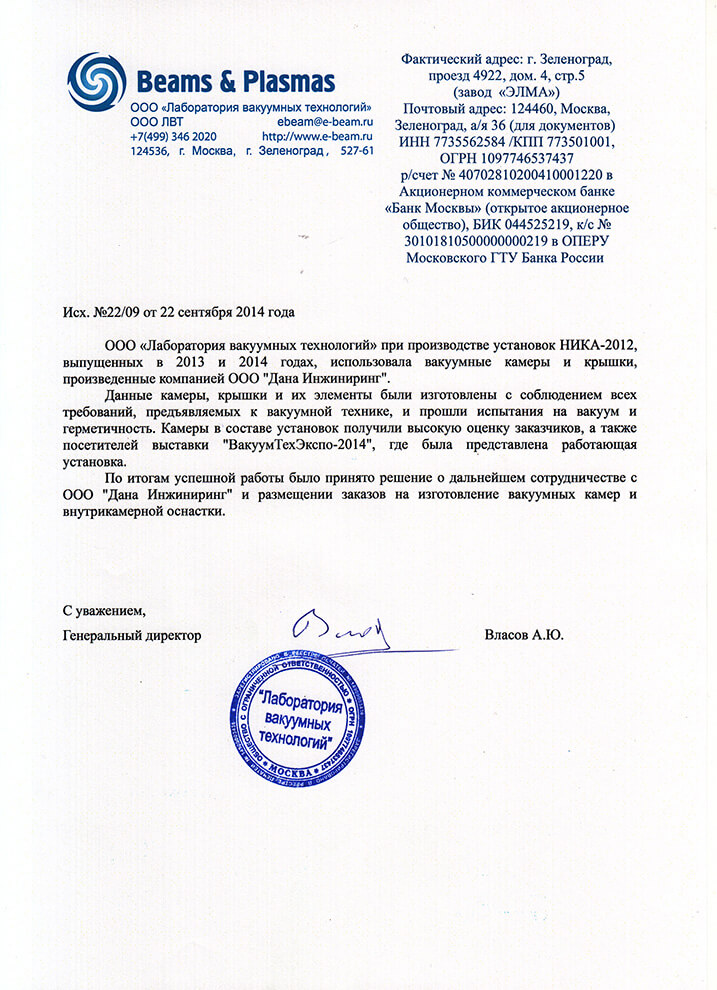 Beams & Plasmas
ООО «Лаборатория вакуумных технологий»
ООО ЛВТ ebeam@e-beam.ru
+7(499) 346 2020 http://www.e-beam.ru
124536, г. Москва, г. Зеленоград, 527-61
Фактический адрес: г. Зеленоград,
проезд 4922, дом. 4, стр.5
(завод «ЭЛМА»)
Почтовый адрес: 124460, Москва,
Зеленоград, а/я 36 (для документов)
ИНН 7735562584 /КПП 773501001,
ОГРН 1097746537437
р/счет № 40702810200410001220 в
Акционерном коммерческом банке
«Банк Москвы» (открытое акционерное
общество), БИК 044525219, к/с №
30101810500000000219 в ОПЕРУ
Московского ГТУ Банка России
Исх. №22/09 от 22 сентября 2014 года
ООО «Лаборатория вакуумных технологий» при производстве установок НИКА-2012,
выпущенных в 2013 и 2014 годах, использовала вакуумные камеры и крышки,
произведенные компанией ООО "Дана Инжиниринг".
Данные камеры, крышки и их элементы были изготовлены с соблюдением всех
требований, предъявляемых к вакуумной технике, и прошли испытания на вакуум и
герметичность. Камеры в составе установок получили высокую оценку заказчиков, а также
посетителей выставки "ВакуумТехЭкспо-2014", где была представлена работающая
установка.
По итогам успешной работы было принято решение о дальнейшем сотрудничестве с
ООО "Дана Инжиниринг" и размещении заказов на изготовление вакуумных камер и
внутрикамерной оснастки.
С уважением,
Генеральный директор Власов А.Ю.
ОБЩЕСТВО С ОГРАНИЧЕННОЙ ОТВЕТСТВЕННОСТЬЮ * ОГРН 1097746537437
"Лаборатория
вакуумных
технологий"
* МОСКВА *